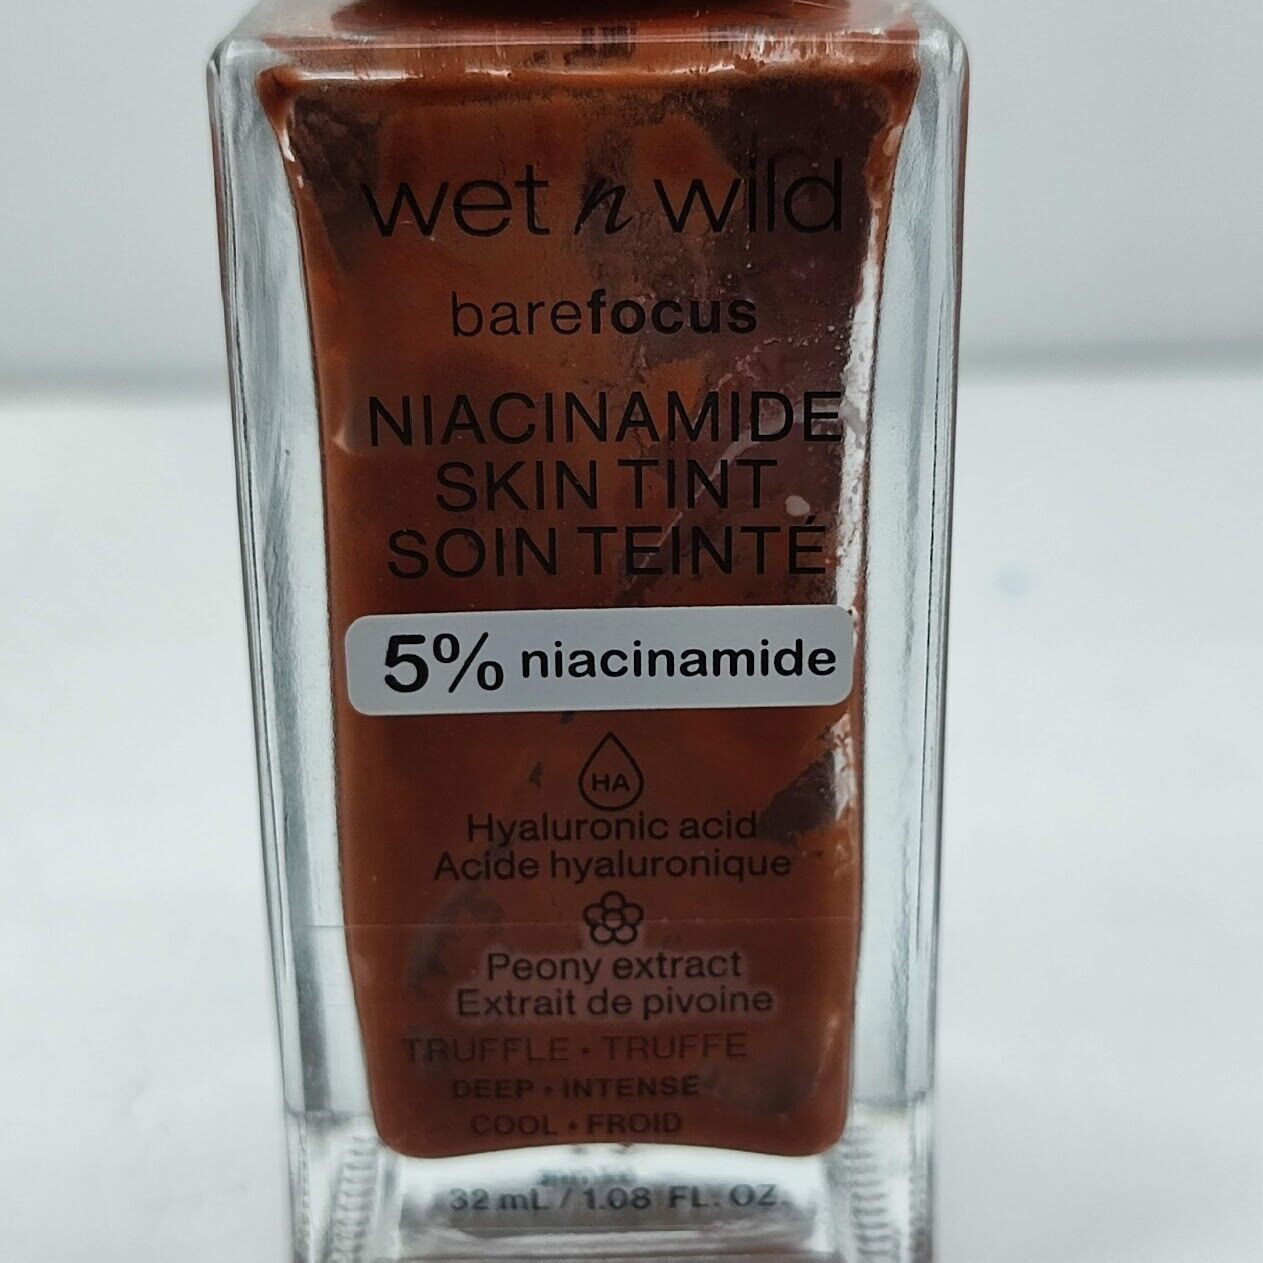 wet n wild
barefocus
NIACINAMIDE
SKIN TINT
SOIN TEINTÉ
5% niacinamide
HA
Hyaluronic acid
Acide hyaluronique
Peony extract
Extrait de pivoine
TRUFFLE • TRUFFE
DEEP • INTENSE
COOL • FROID
32 mL / 1.08 FL. OZ.